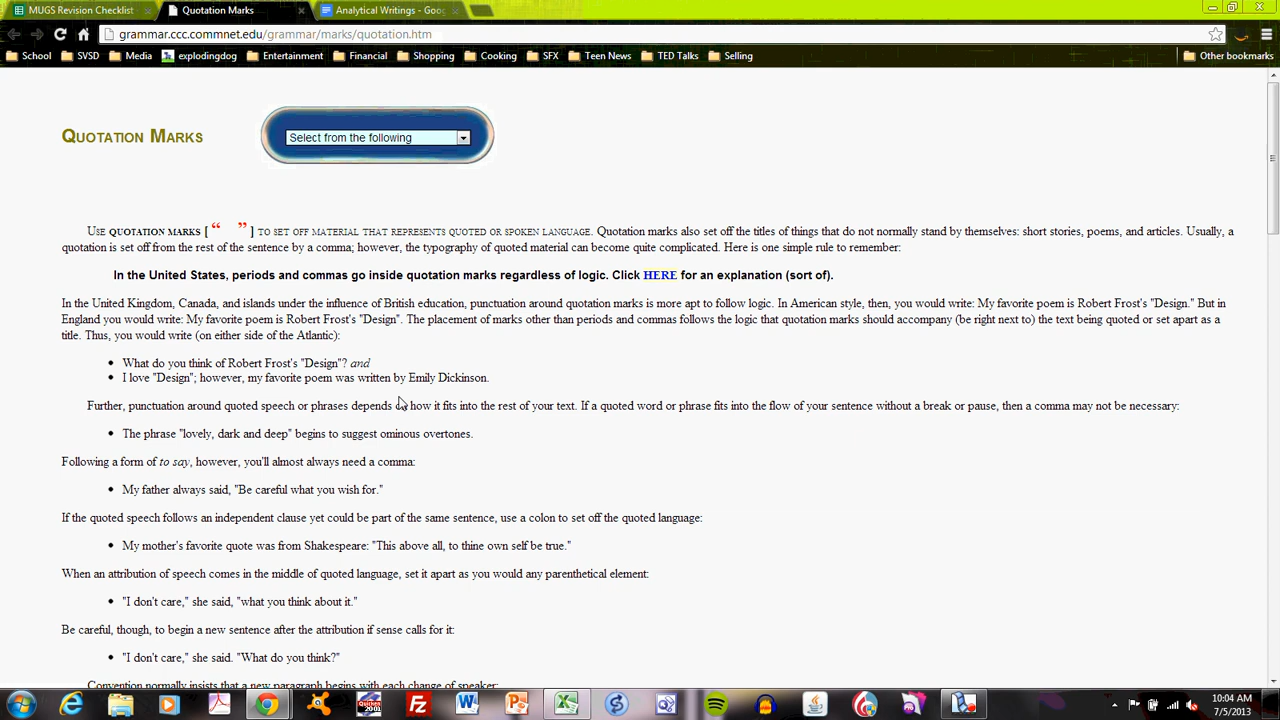 MUGS Revision Checklist
Quotation Marks
Analytical Writings - Goog
grammar.ccc.commnet.edu/grammar/marks/quotation.htm
School SVSD Media explodingdog Entertainment Financial Shopping Cooking SFX Teen News TED Talks Selling Other bookmarks
QUOTATION MARKS
Select from the following
USE QUOTATION MARKS [ “ ” ] TO SET OFF MATERIAL THAT REPRESENTS QUOTED OR SPOKEN LANGUAGE. Quotation marks also set off the titles of things that do not normally stand by themselves: short stories, poems, and articles. Usually, a
quotation is set off from the rest of the sentence by a comma; however, the typography of quoted material can become quite complicated. Here is one simple rule to remember:
In the United States, periods and commas go inside quotation marks regardless of logic. Click HERE for an explanation (sort of).
In the United Kingdom, Canada, and islands under the influence of British education, punctuation around quotation marks is more apt to follow logic. In American style, then, you would write: My favorite poem is Robert Frost's "Design." But in
England you would write: My favorite poem is Robert Frost's "Design". The placement of marks other than periods and commas follows the logic that quotation marks should accompany (be right next to) the text being quoted or set apart as a
title. Thus, you would write (on either side of the Atlantic):
• What do you think of Robert Frost's "Design"? and
• I love "Design"; however, my favorite poem was written by Emily Dickinson.
Further, punctuation around quoted speech or phrases depends on how it fits into the rest of your text. If a quoted word or phrase fits into the flow of your sentence without a break or pause, then a comma may not be necessary:
• The phrase "lovely, dark and deep" begins to suggest ominous overtones.
Following a form of to say, however, you'll almost always need a comma:
• My father always said, "Be careful what you wish for."
If the quoted speech follows an independent clause yet could be part of the same sentence, use a colon to set off the quoted language:
• My mother's favorite quote was from Shakespeare: "This above all, to thine own self be true."
When an attribution of speech comes in the middle of quoted language, set it apart as you would any parenthetical element:
• "I don't care," she said, "what you think about it."
Be careful, though, to begin a new sentence after the attribution if sense calls for it:
• "I don't care," she said. "What do you think?"
Convention normally insists that a new paragraph begins with each change of speaker:
Quicken 2001
10:04 AM
7/5/2013